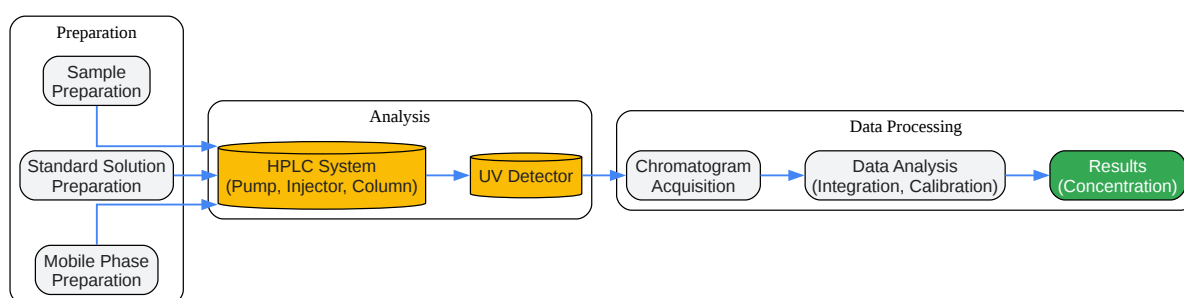 Preparation
Sample
Preparation
Standard Solution
Preparation
Mobile Phase
Preparation
Analysis
HPLC System
(Pump, Injector, Column)
UV Detector
Data Processing
Chromatogram
Acquisition
Data Analysis
(Integration, Calibration)
Results
(Concentration)